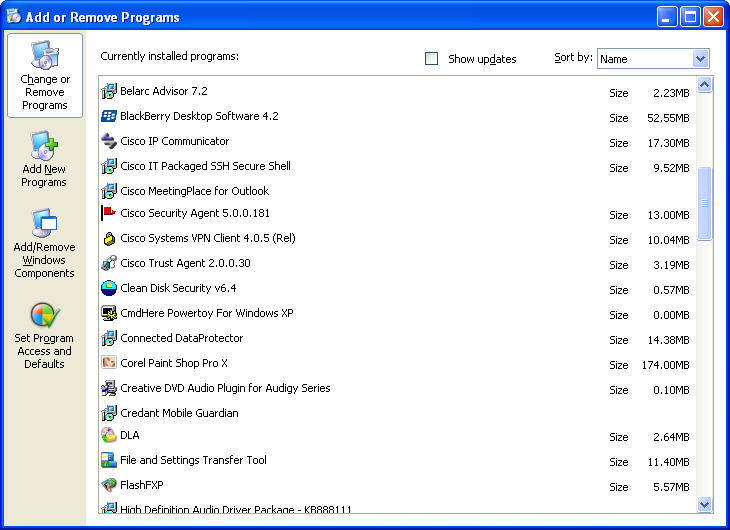 Add or Remove Programs
Change or
Remove
Programs
Add New
Programs
Add/Remove
Windows
Components
Set Program
Access and
Defaults
Currently installed programs:
Show updates
Sort by:
Name
Belarc Advisor 7.2 Size 2.23MB
BlackBerry Desktop Software 4.2 Size 52.55MB
Cisco IP Communicator Size 17.30MB
Cisco IT Packaged SSH Secure Shell Size 9.52MB
Cisco MeetingPlace for Outlook
Cisco Security Agent 5.0.0.181 Size 13.00MB
Cisco Systems VPN Client 4.0.5 (Rel) Size 10.04MB
Cisco Trust Agent 2.0.0.30 Size 3.19MB
Clean Disk Security v6.4 Size 0.57MB
CmdHere Powertoy For Windows XP Size 0.00MB
Connected DataProtector Size 14.38MB
Corel Paint Shop Pro X Size 174.00MB
Creative DVD Audio Plugin for Audigy Series Size 0.10MB
Credant Mobile Guardian
DLA Size 2.64MB
File and Settings Transfer Tool Size 11.40MB
FlashFXP Size 5.57MB
High Definition Audio Driver Package - KB888111